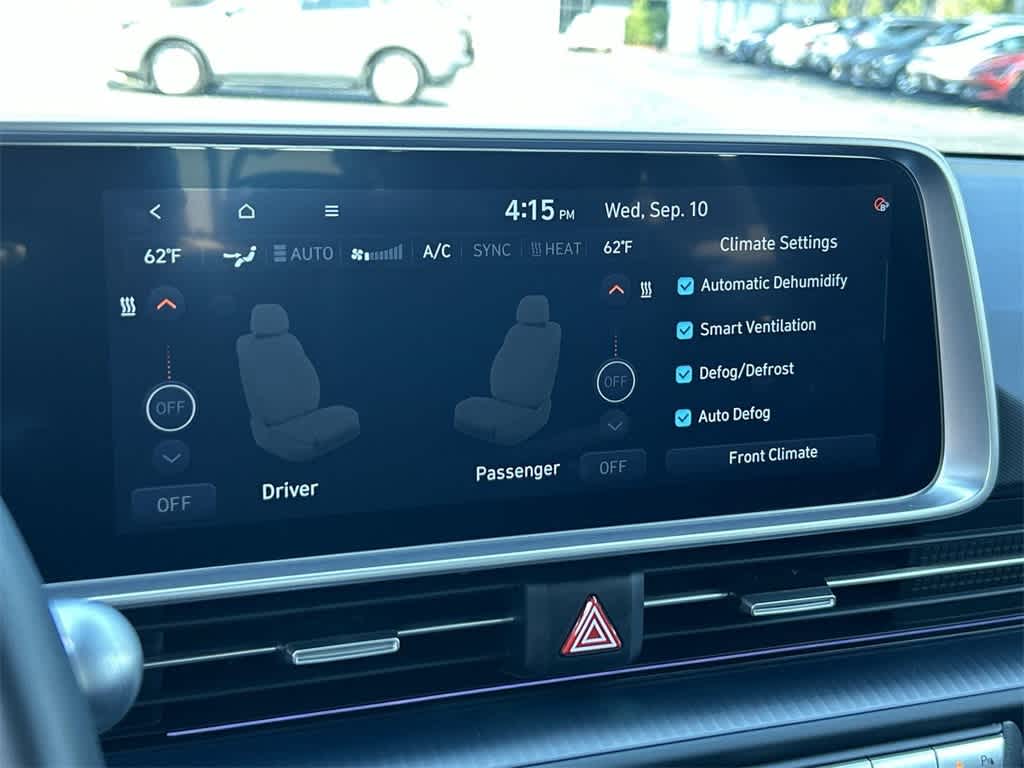 4:15 PM Wed, Sep. 10
62°F AUTO A/C SYNC HEAT 62°F
Climate Settings
Automatic Dehumidify
Smart Ventilation
Defog/Defrost
Auto Defog
Front Climate
OFF
OFF
Driver
OFF
Passenger
OFF